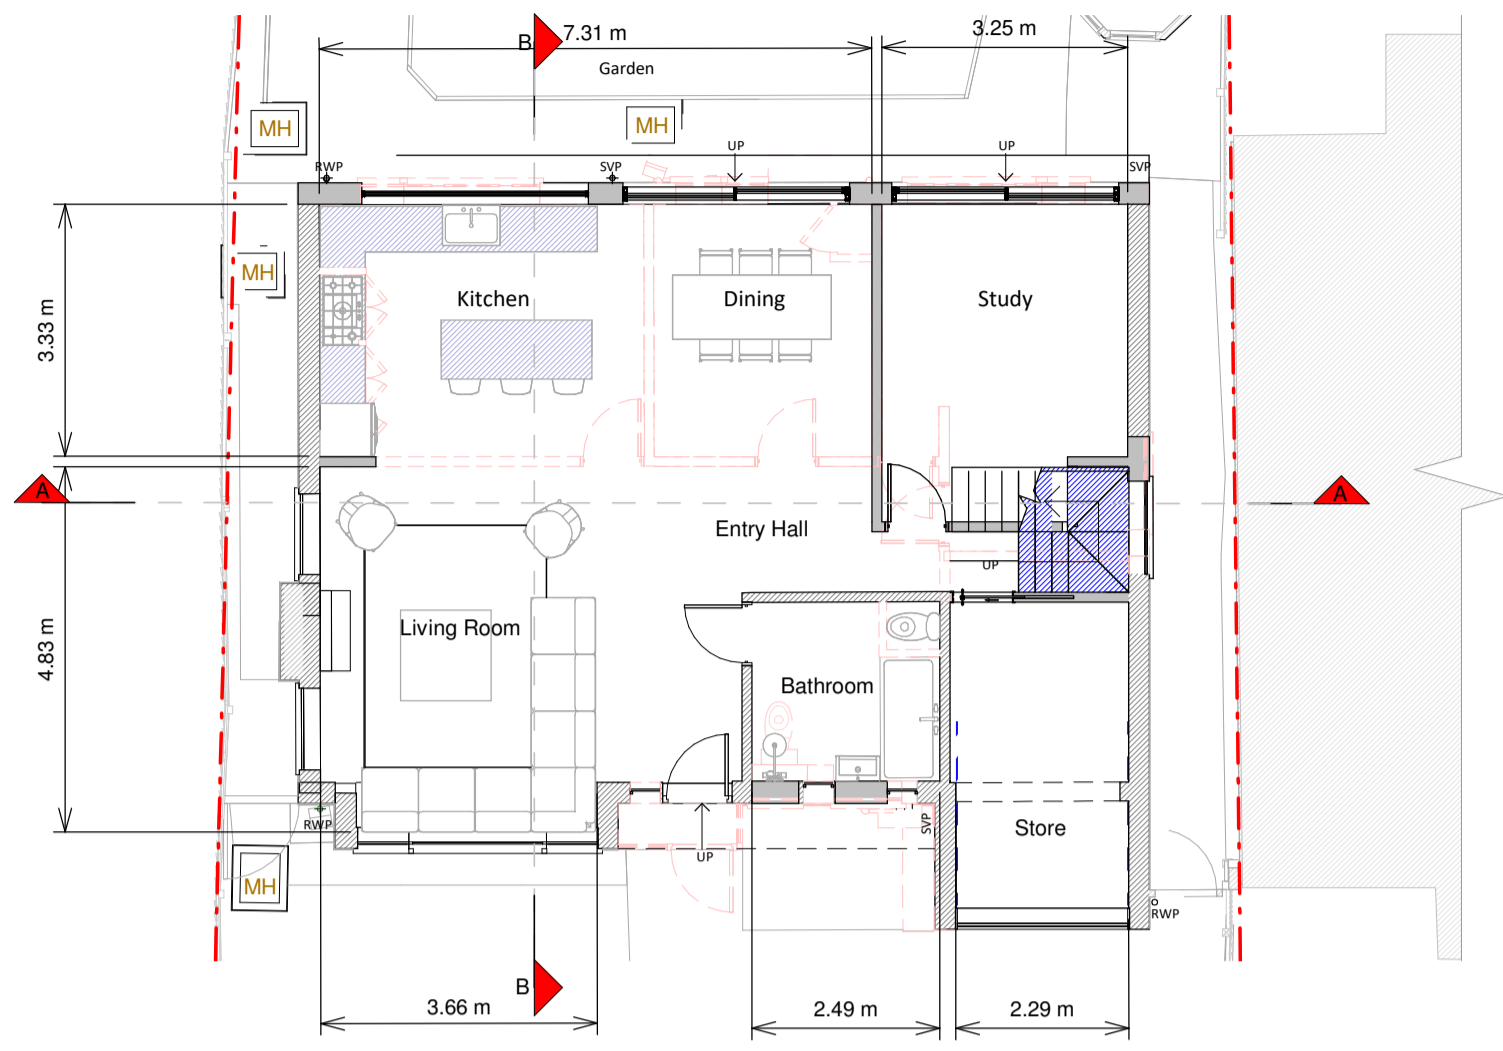 B
7.31 m
3.25 m
Garden
MH
MH
UP
UP
RWP
SVP
SVP
MH
3.33 m
Kitchen
Dining
Study
A
A
Entry Hall
UP
4.83 m
Living Room
Bathroom
RWP
SVP
Store
UP
MH
RWP
B
3.66 m
2.49 m
2.29 m